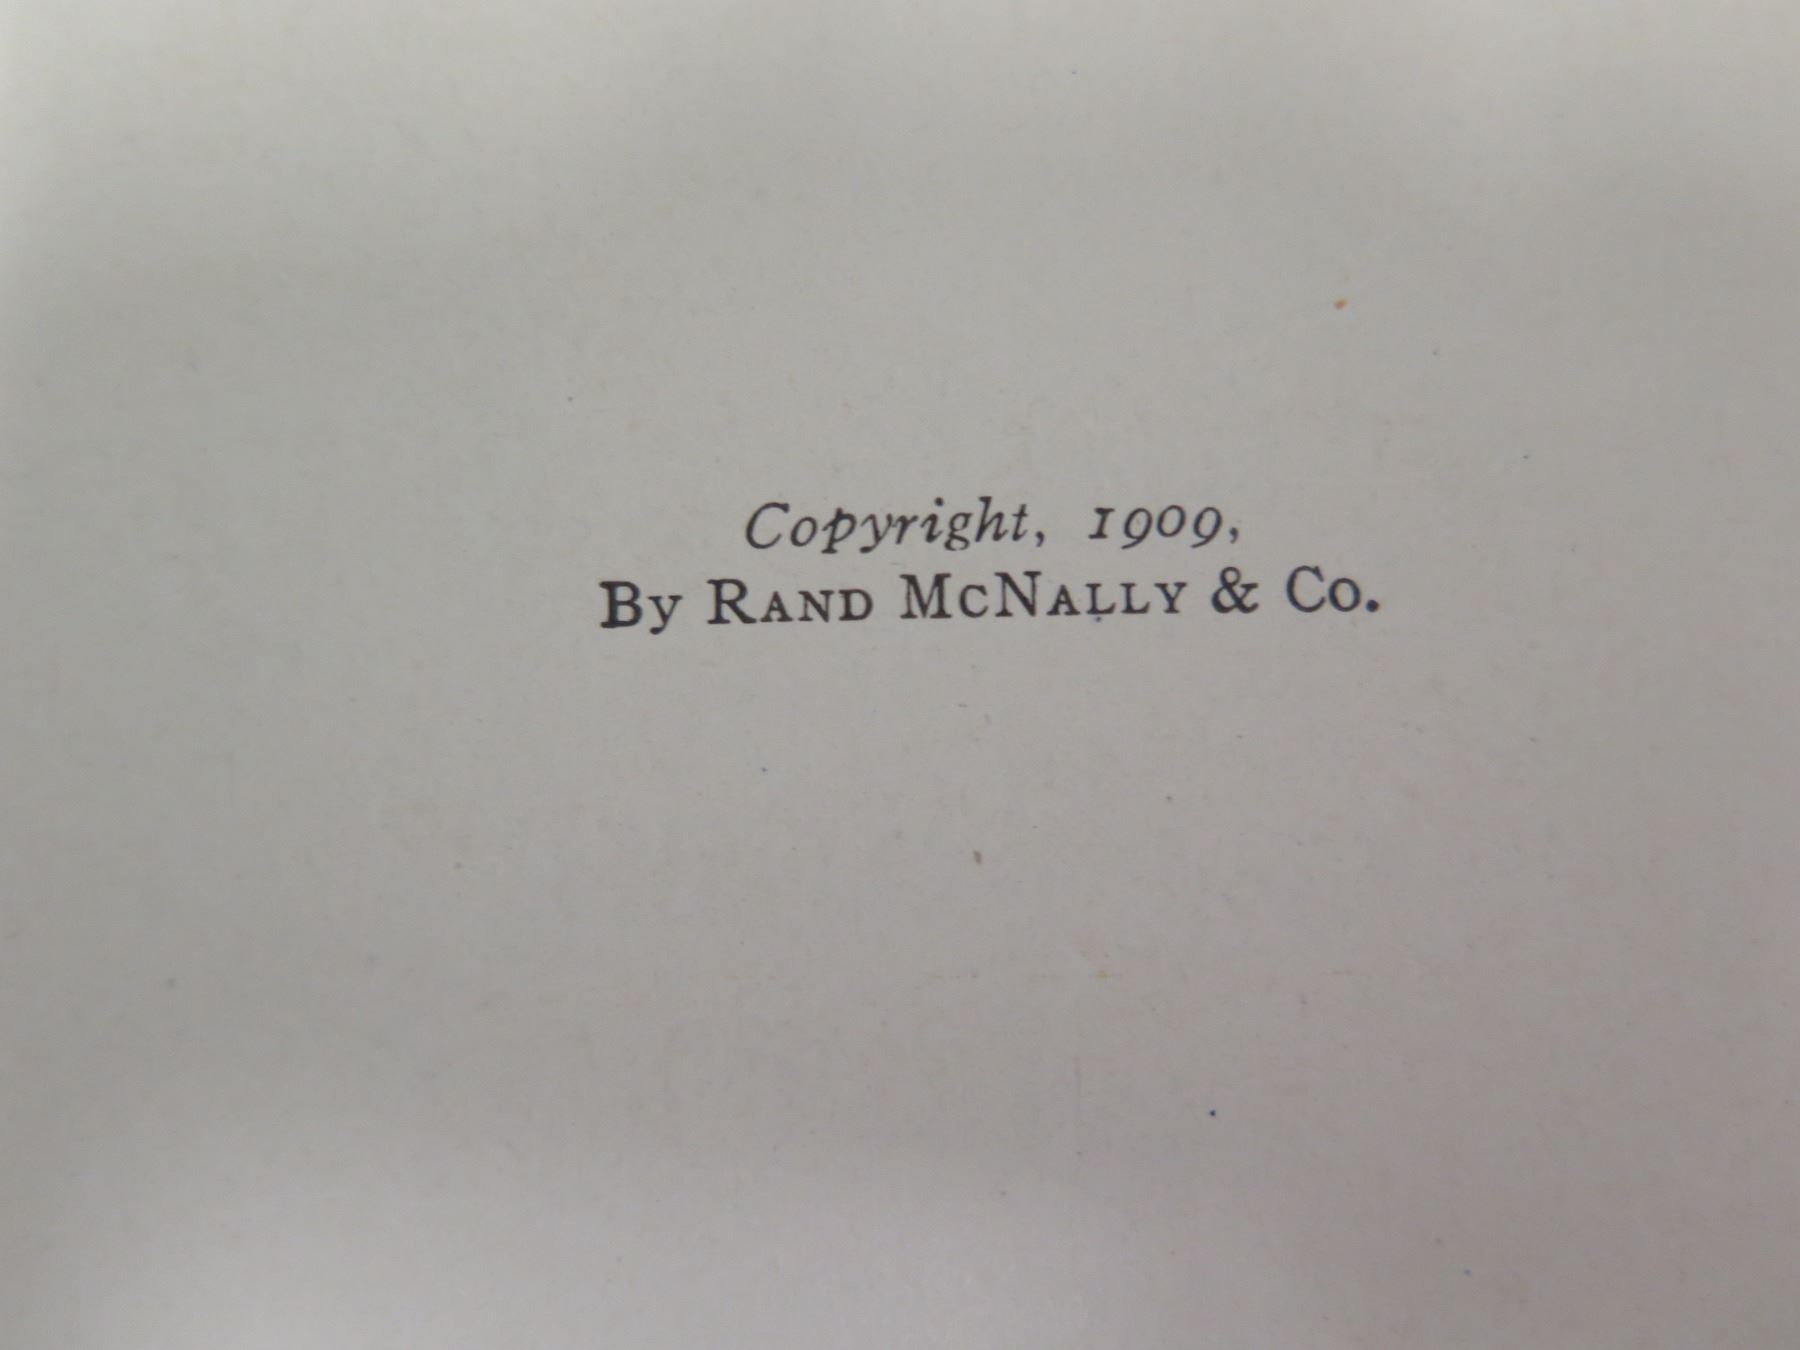 Copyright, 1909,
By Rand McNally & Co.